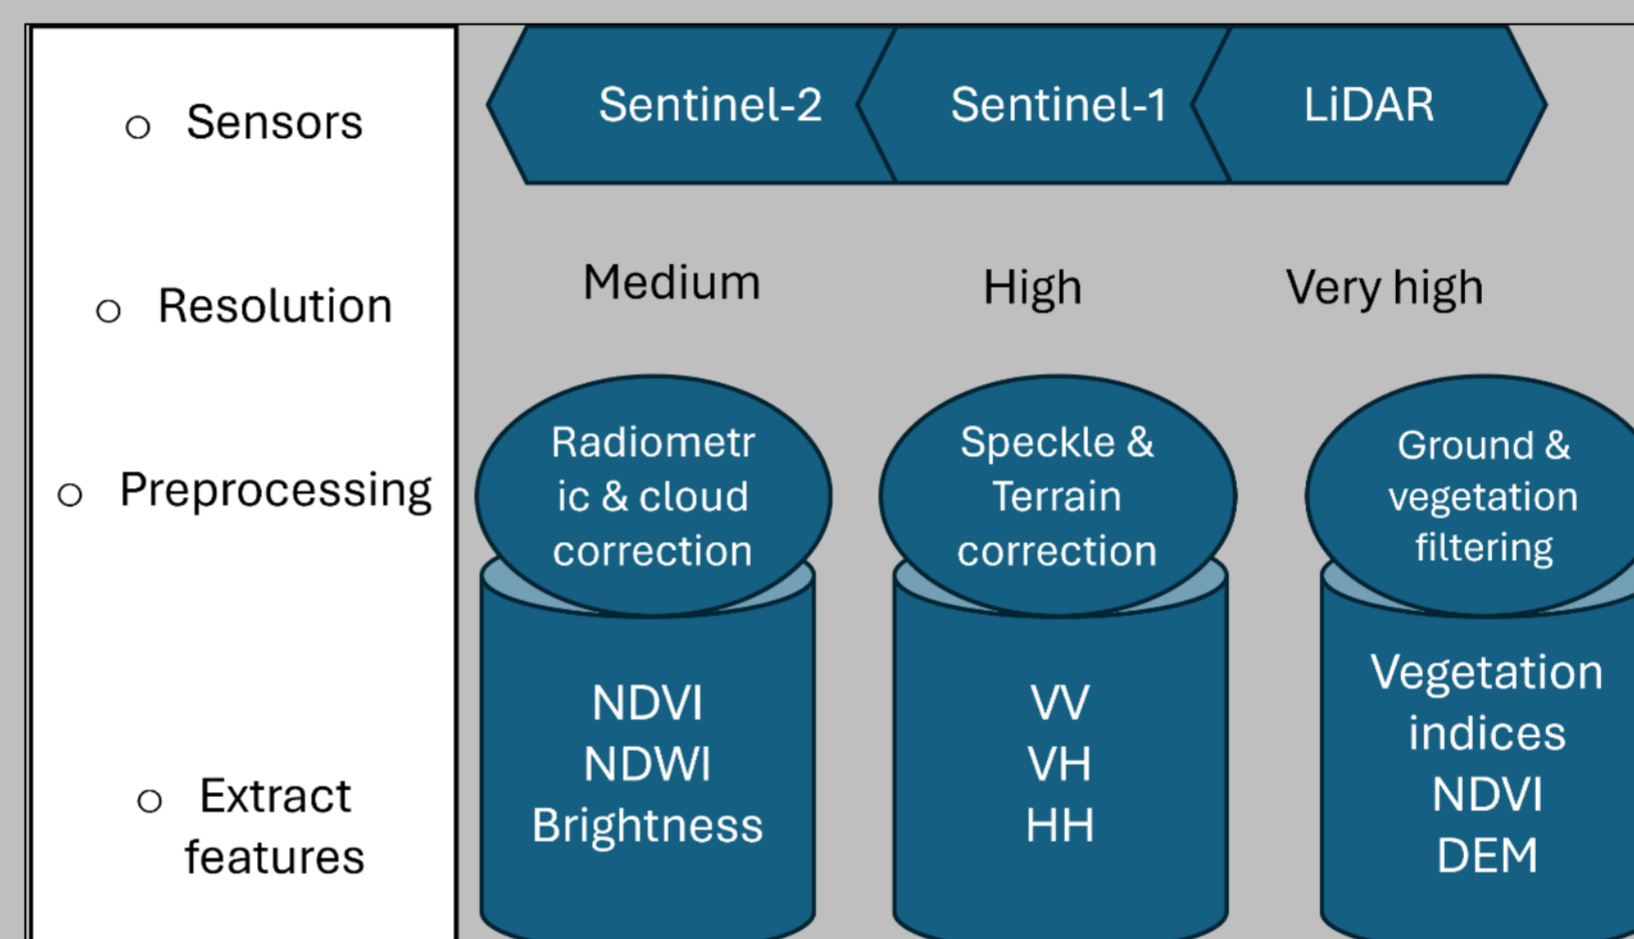 Sensors
Sentinel-2
Sentinel-1
LiDAR
Resolution
Medium
High
Very high
Preprocessing
Radiometr
ic & cloud
correction
Speckle &
Terrain
correction
Ground &
vegetation
filtering
Extract
features
NDVI
NDWI
Brightness
VV
VH
HH
Vegetation
indices
NDVI
DEM